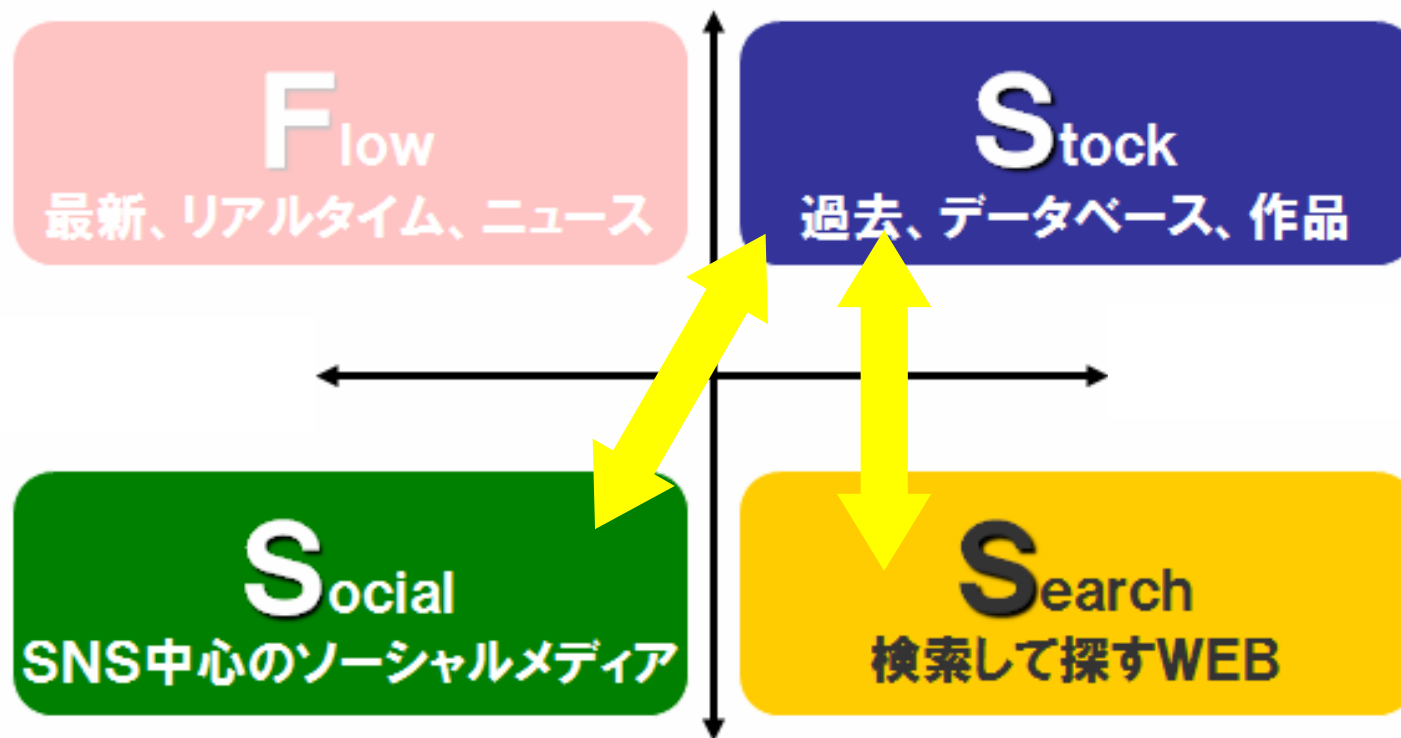 Flow
最新、リアルタイム、ニュース
Stock
過去、データベース、作品
Social
SNS中心のソーシャルメディア
Search
検索して探すWEB